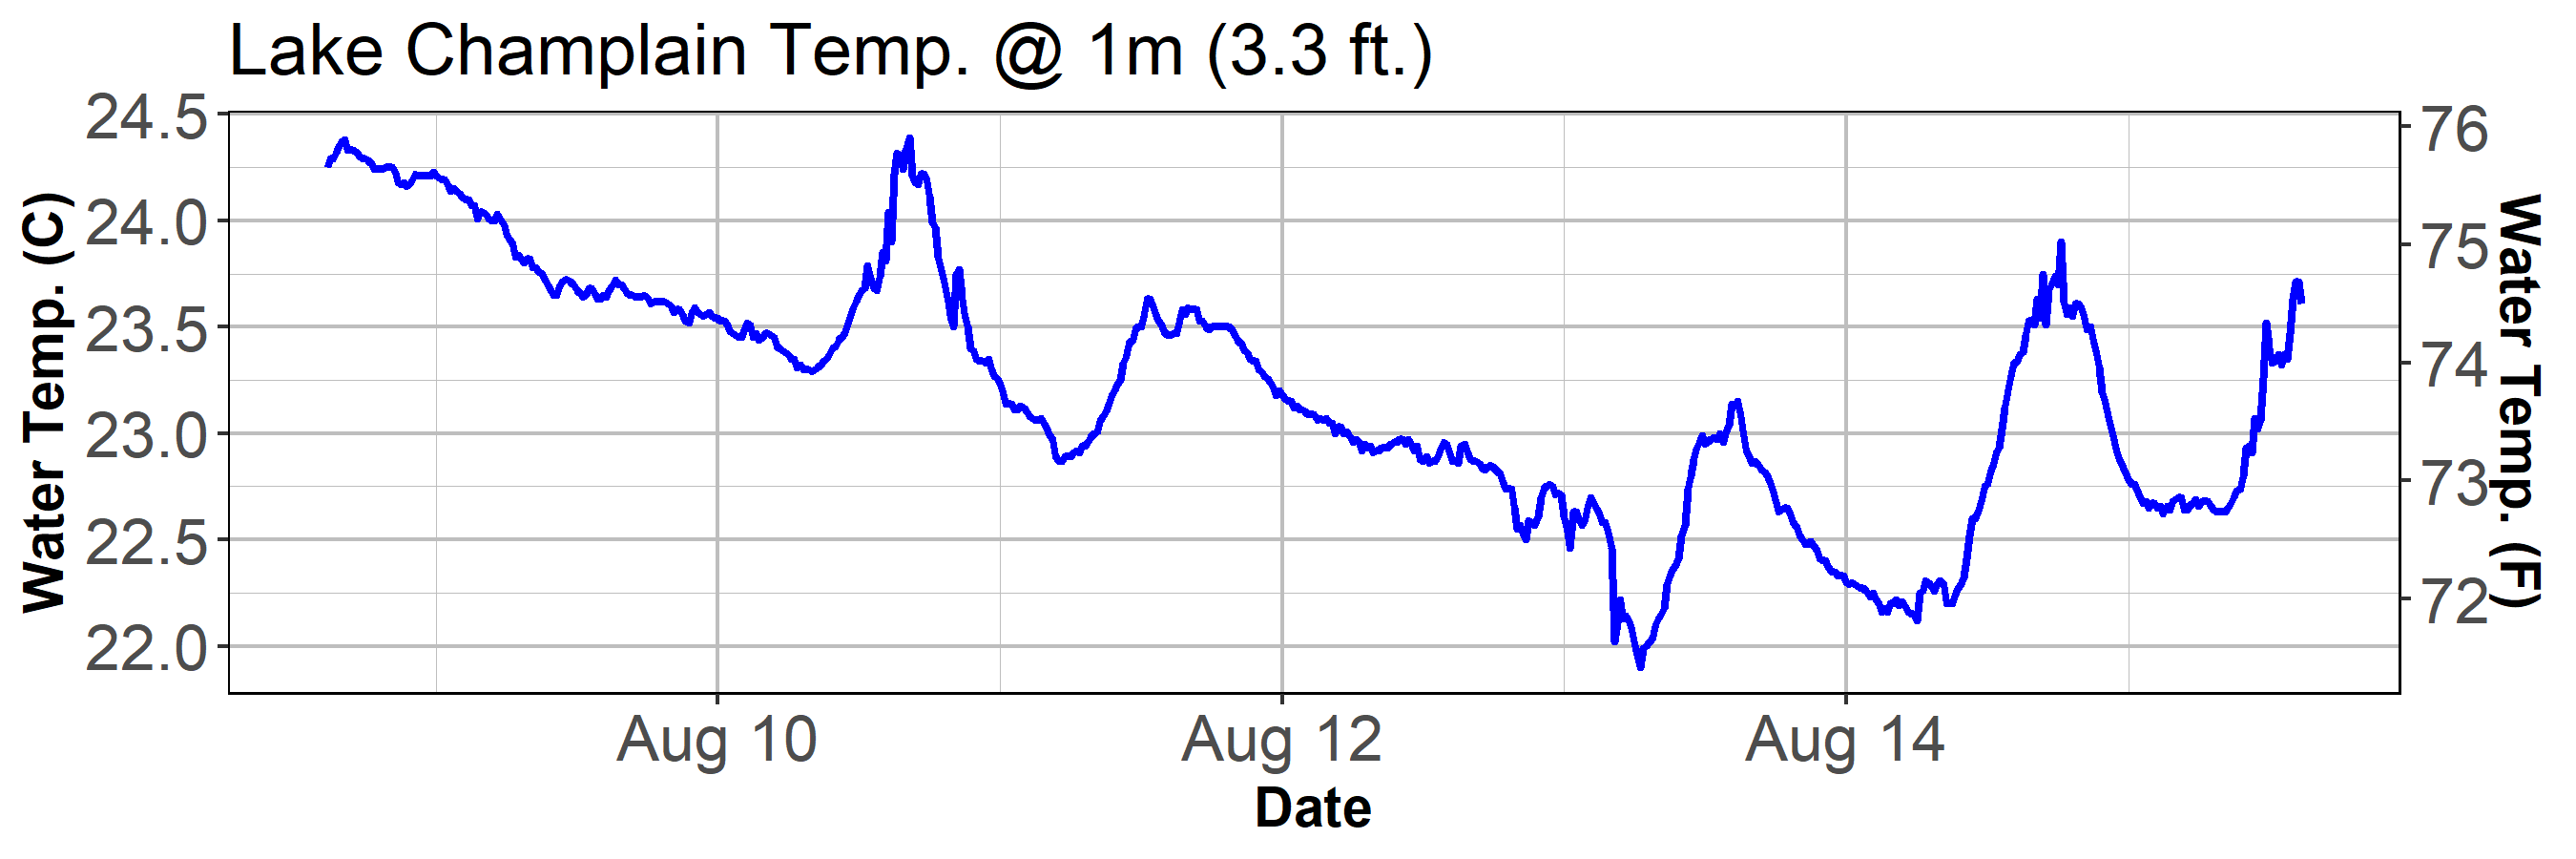 Lake Champlain Temp. @ 1m (3.3 ft.)
Water Temp. (C)
24.5
24.0
23.5
23.0
22.5
22.0
76
75
74
73
72
Water Temp. (F)
Aug 10
Aug 12
Aug 14
Date